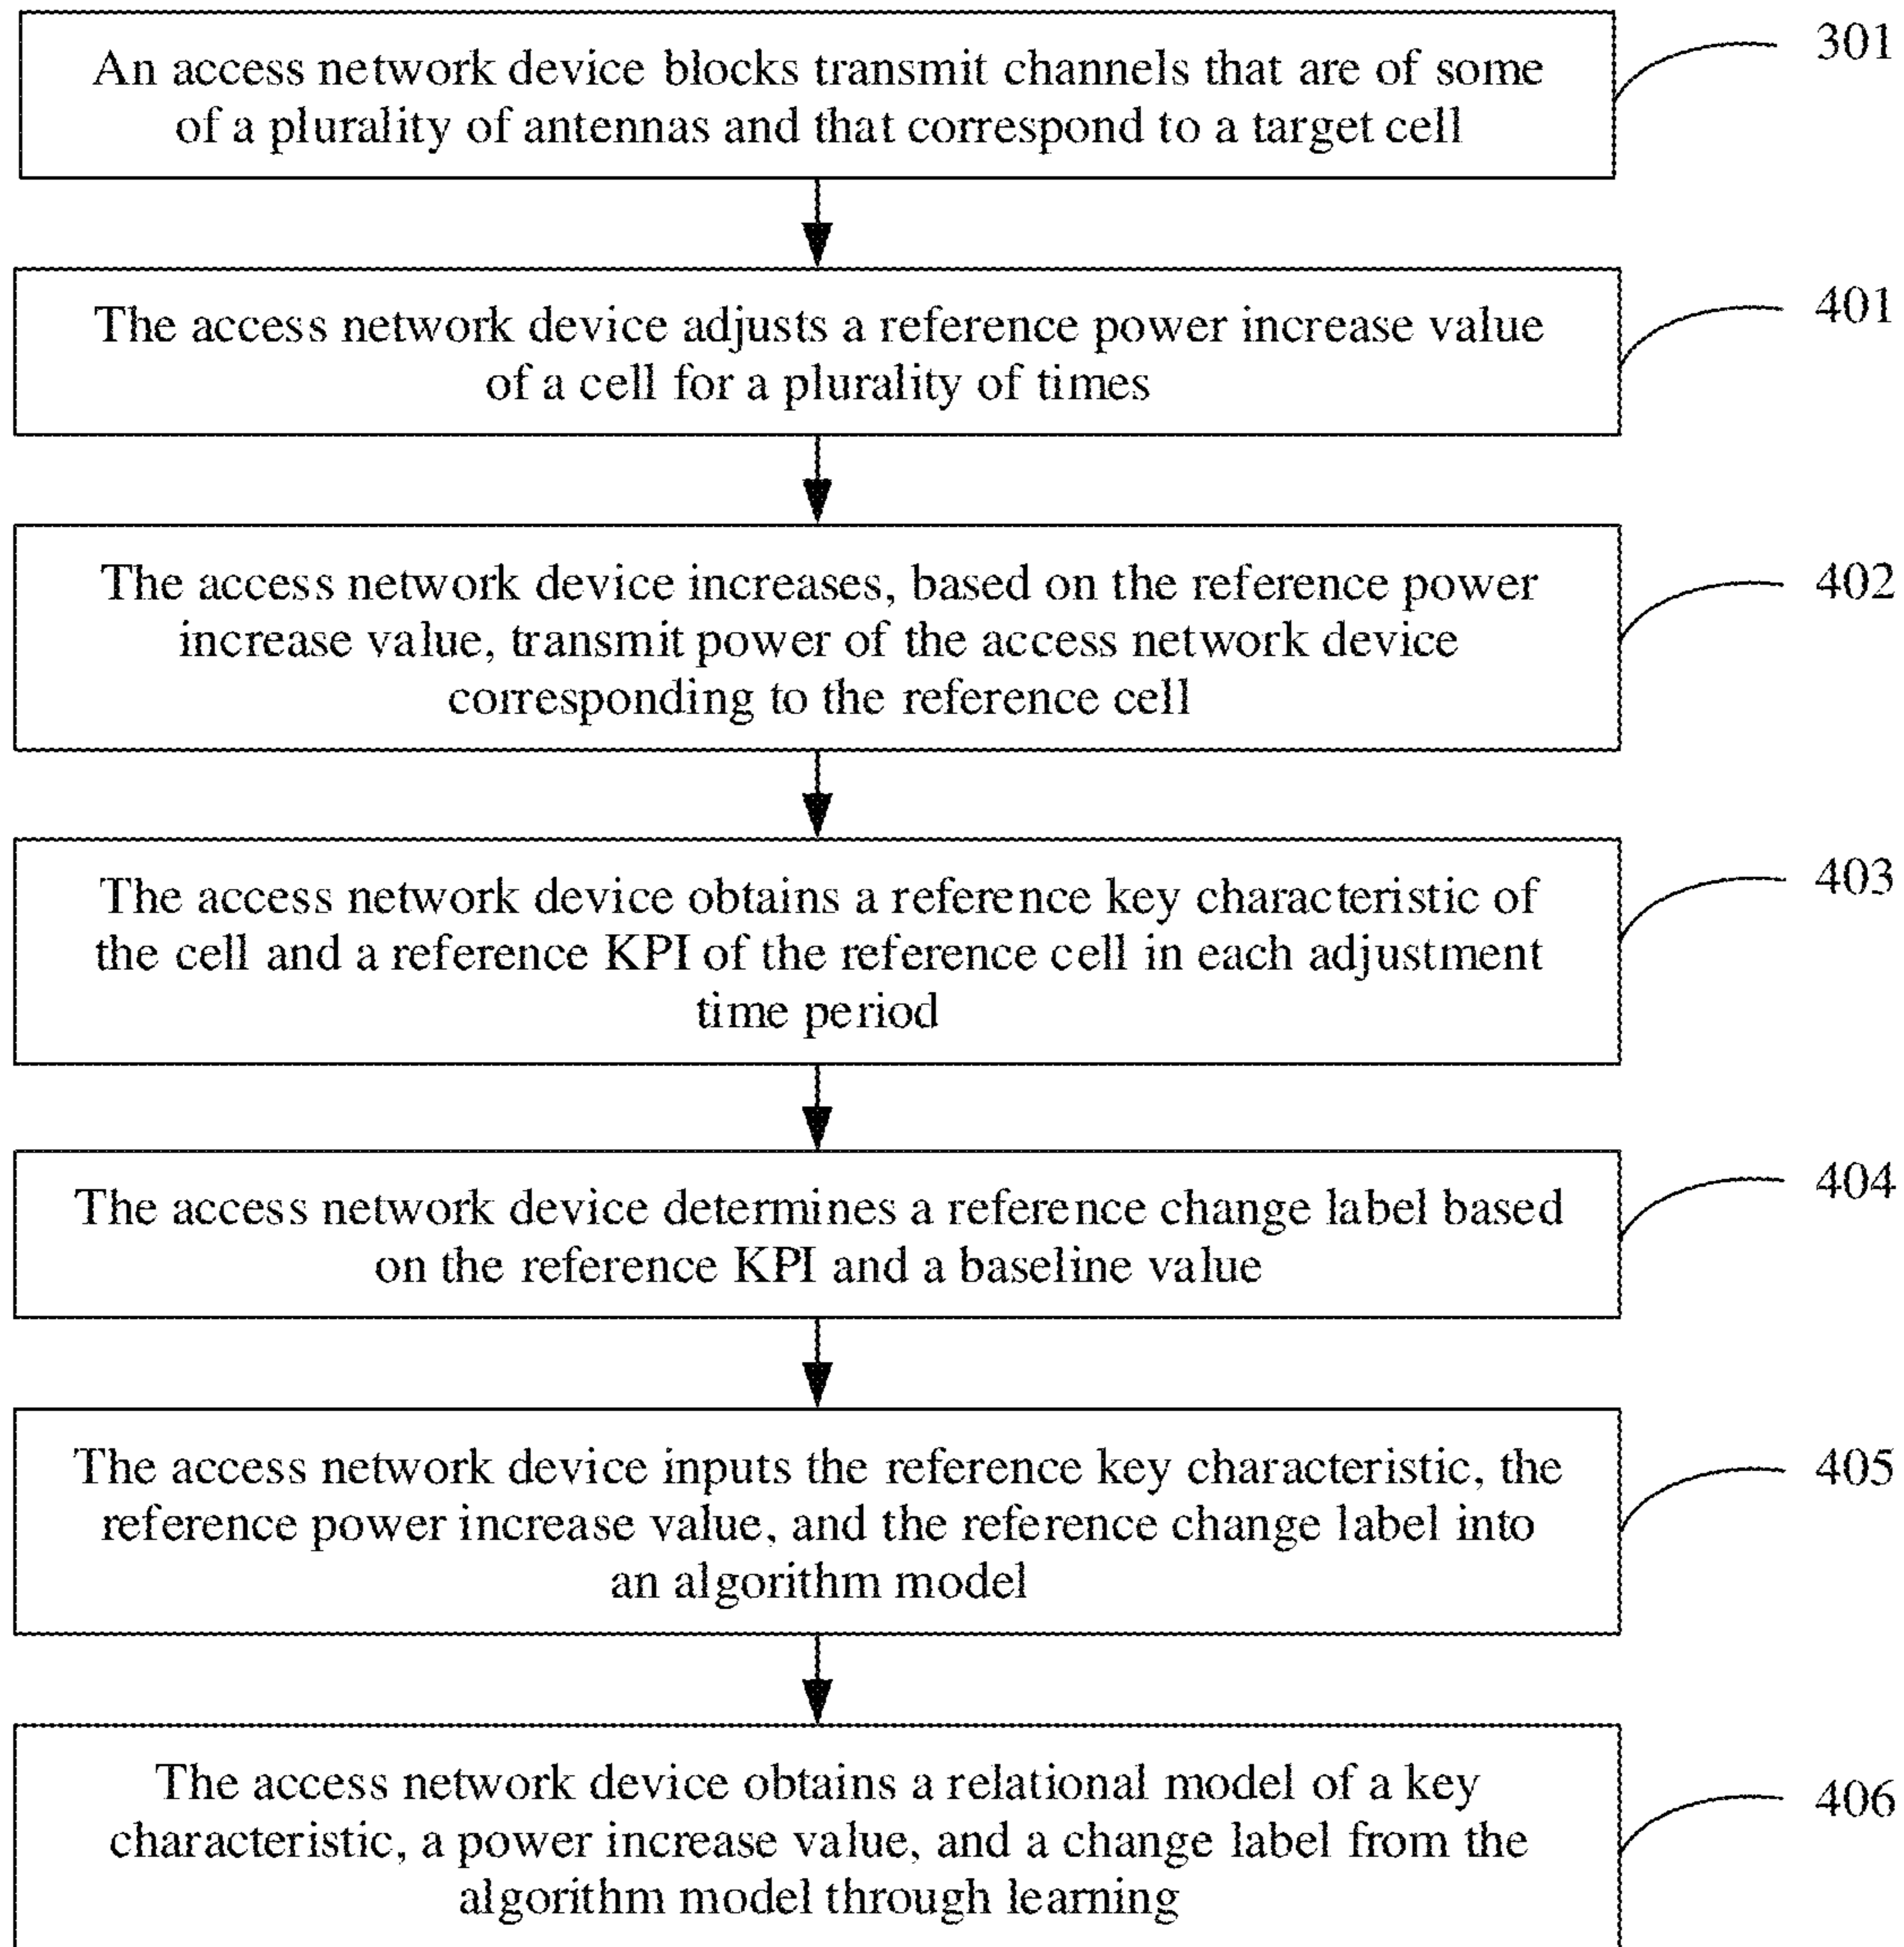 An access network device blocks transmit channels that are of some
of a plurality of antennas and that correspond to a target cell
301
The access network device adjusts a reference power increase value
of a cell for a plurality of times
401
The access network device increases, based on the reference power
increase value, transmit power of the access network device
corresponding to the reference cell
402
The access network device obtains a reference key characteristic of
the cell and a reference KPI of the reference cell in each adjustment
time period
403
The access network device determines a reference change label based
on the reference KPI and a baseline value
404
The access network device inputs the reference key characteristic, the
reference power increase value, and the reference change label into
an algorithm model
405
The access network device obtains a relational model of a key
characteristic, a power increase value, and a change label from the
algorithm model through learning
406